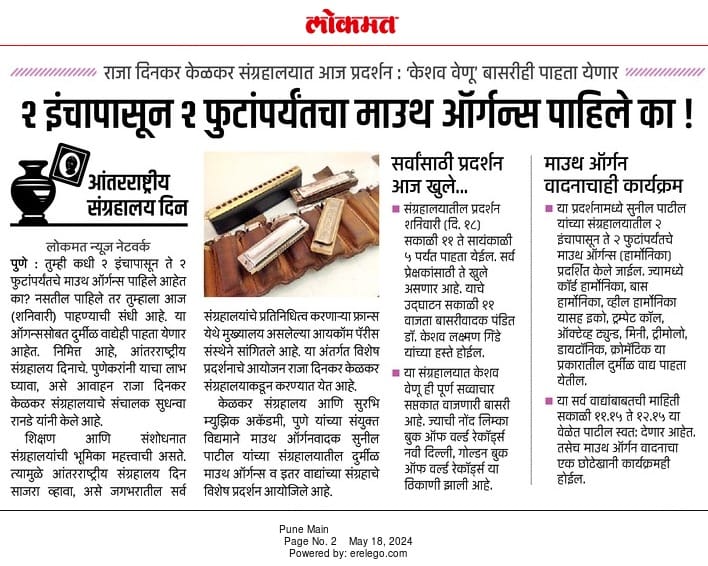 लोकमत
राजा दिनकर केळकर संग्रहालयात आज प्रदर्शन : 'केशव वेणू' बासरीही पाहता येणार
२ इंचापासून २ फुटांपर्यंतचा माउथ ऑर्गन्स पाहिले का !
आंतरराष्ट्रीय
संग्रहालय दिन
लोकमत न्यूज नेटवर्क
पुणे : तुम्ही कधी २ इंचापासून ते २
फुटांपर्यंतचे माउथ ऑर्गन्स पाहिले आहेत
का? नसतील पाहिले तर तुम्हाला आज
(शनिवारी) पाहण्याची संधी आहे. या
ऑगनससोबत दुर्मीळ वाद्येही पाहता येणार
आहेत. निमित्त आहे, आंतरराष्ट्रीय
संग्रहालय दिनाचे. पुणेकरांनी याचा लाभ
घ्यावा, असे आवाहन राजा दिनकर
केळकर संग्रहालयाचे संचालक सुधन्वा
रानडे यांनी केले आहे.
शिक्षण आणि संशोधनात
संग्रहालयांची भूमिका महत्त्वाची असते.
त्यामुळे आंतरराष्ट्रीय संग्रहालय दिन
साजरा व्हावा, असे जगभरातील सर्व
संग्रहालयांचे प्रतिनिधित्व करणाऱ्या फ्रान्स
येथे मुख्यालय असलेल्या आयकॉम पॅरीस
संस्थेने सांगितले आहे. या अंतर्गत विशेष
प्रदर्शनाचे आयोजन राजा दिनकर केळकर
संग्रहालयाकडून करण्यात येत आहे.
केळकर संग्रहालय आणि सुरभि
म्युझिक अकॅडमी, पुणे यांच्या संयुक्त
विद्यमाने माउथ ऑर्गनवादक सुनील
पाटील यांच्या संग्रहालयातील दुर्मीळ
माउथ ऑर्गन्स व इतर वाद्यांच्या संग्रहाचे
विशेष प्रदर्शन आयोजिले आहे.
सर्वांसाठी प्रदर्शन
आज खुले...
संग्रहालयातील प्रदर्शन
शनिवारी (दि. १८)
सकाळी ११ ते सायंकाळी
५ पर्यंत पाहता येईल. सर्व
प्रेक्षकांसाठी ते खुले
असणार आहे. याचे
उद्घाटन सकाळी ११
वाजता बासरीवादक पंडित
डॉ. केशव लक्ष्मण गिंडे
यांच्या हस्ते होईल.
या संग्रहालयात केशव
वेणू ही पूर्ण सव्वाचार
सप्तकात वाजणारी बासरी
आहे. ज्याची नोंद लिम्का
बुक ऑफ वर्ल्ड रेकॉर्ड्स
नवी दिल्ली, गोल्डन बुक
ऑफ वर्ल्ड रेकॉर्ड्स या
ठिकाणी झाली आहे.
माउथ ऑर्गन
वादनाचाही कार्यक्रम
या प्रदर्शनामध्ये सुनील पाटील
यांच्या संग्रहालयातील २
इंचापासून ते २ फुटांपर्यंतचे
माउथ ऑर्गन्स (हार्मोनिका)
प्रदर्शित केले जाईल. ज्यामध्ये
कॉर्ड हार्मोनिका, बास
हार्मोनिका, व्हील हार्मोनिका
यासह इको, ट्रम्पेट कॉल,
ऑक्टेव्ह ट्युन्ड, मिनी, ट्रीमोलो,
डायटॉनिक, क्रोमॅटिक या
प्रकारातील दुर्मीळ वाद्य पाहता
येतील.
या सर्व वाद्यांबाबतची माहिती
सकाळी ११.१५ ते १२.१५ या
वेळेत पाटील स्वत: देणार आहेत.
तसेच माउथ ऑर्गन वादनाचा
एक छोटेखानी कार्यक्रमही
होईल.
Pune Main
Page No. 2 May 18, 2024
Powered by: erelego.com